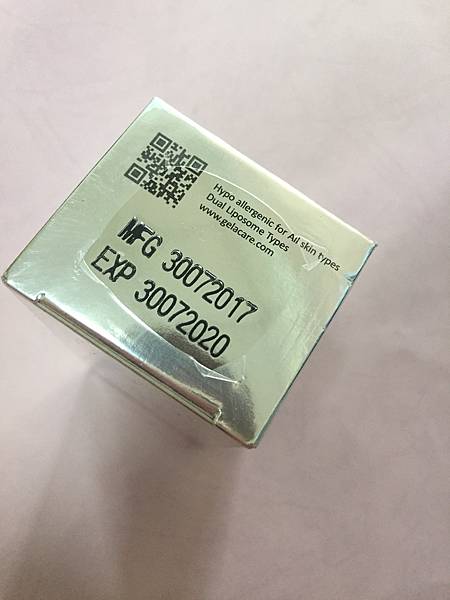 Hypo allergenic for All skin types
Dual Liposome Types
www.gelacare.com
MFG 30072017
EXP 30072020